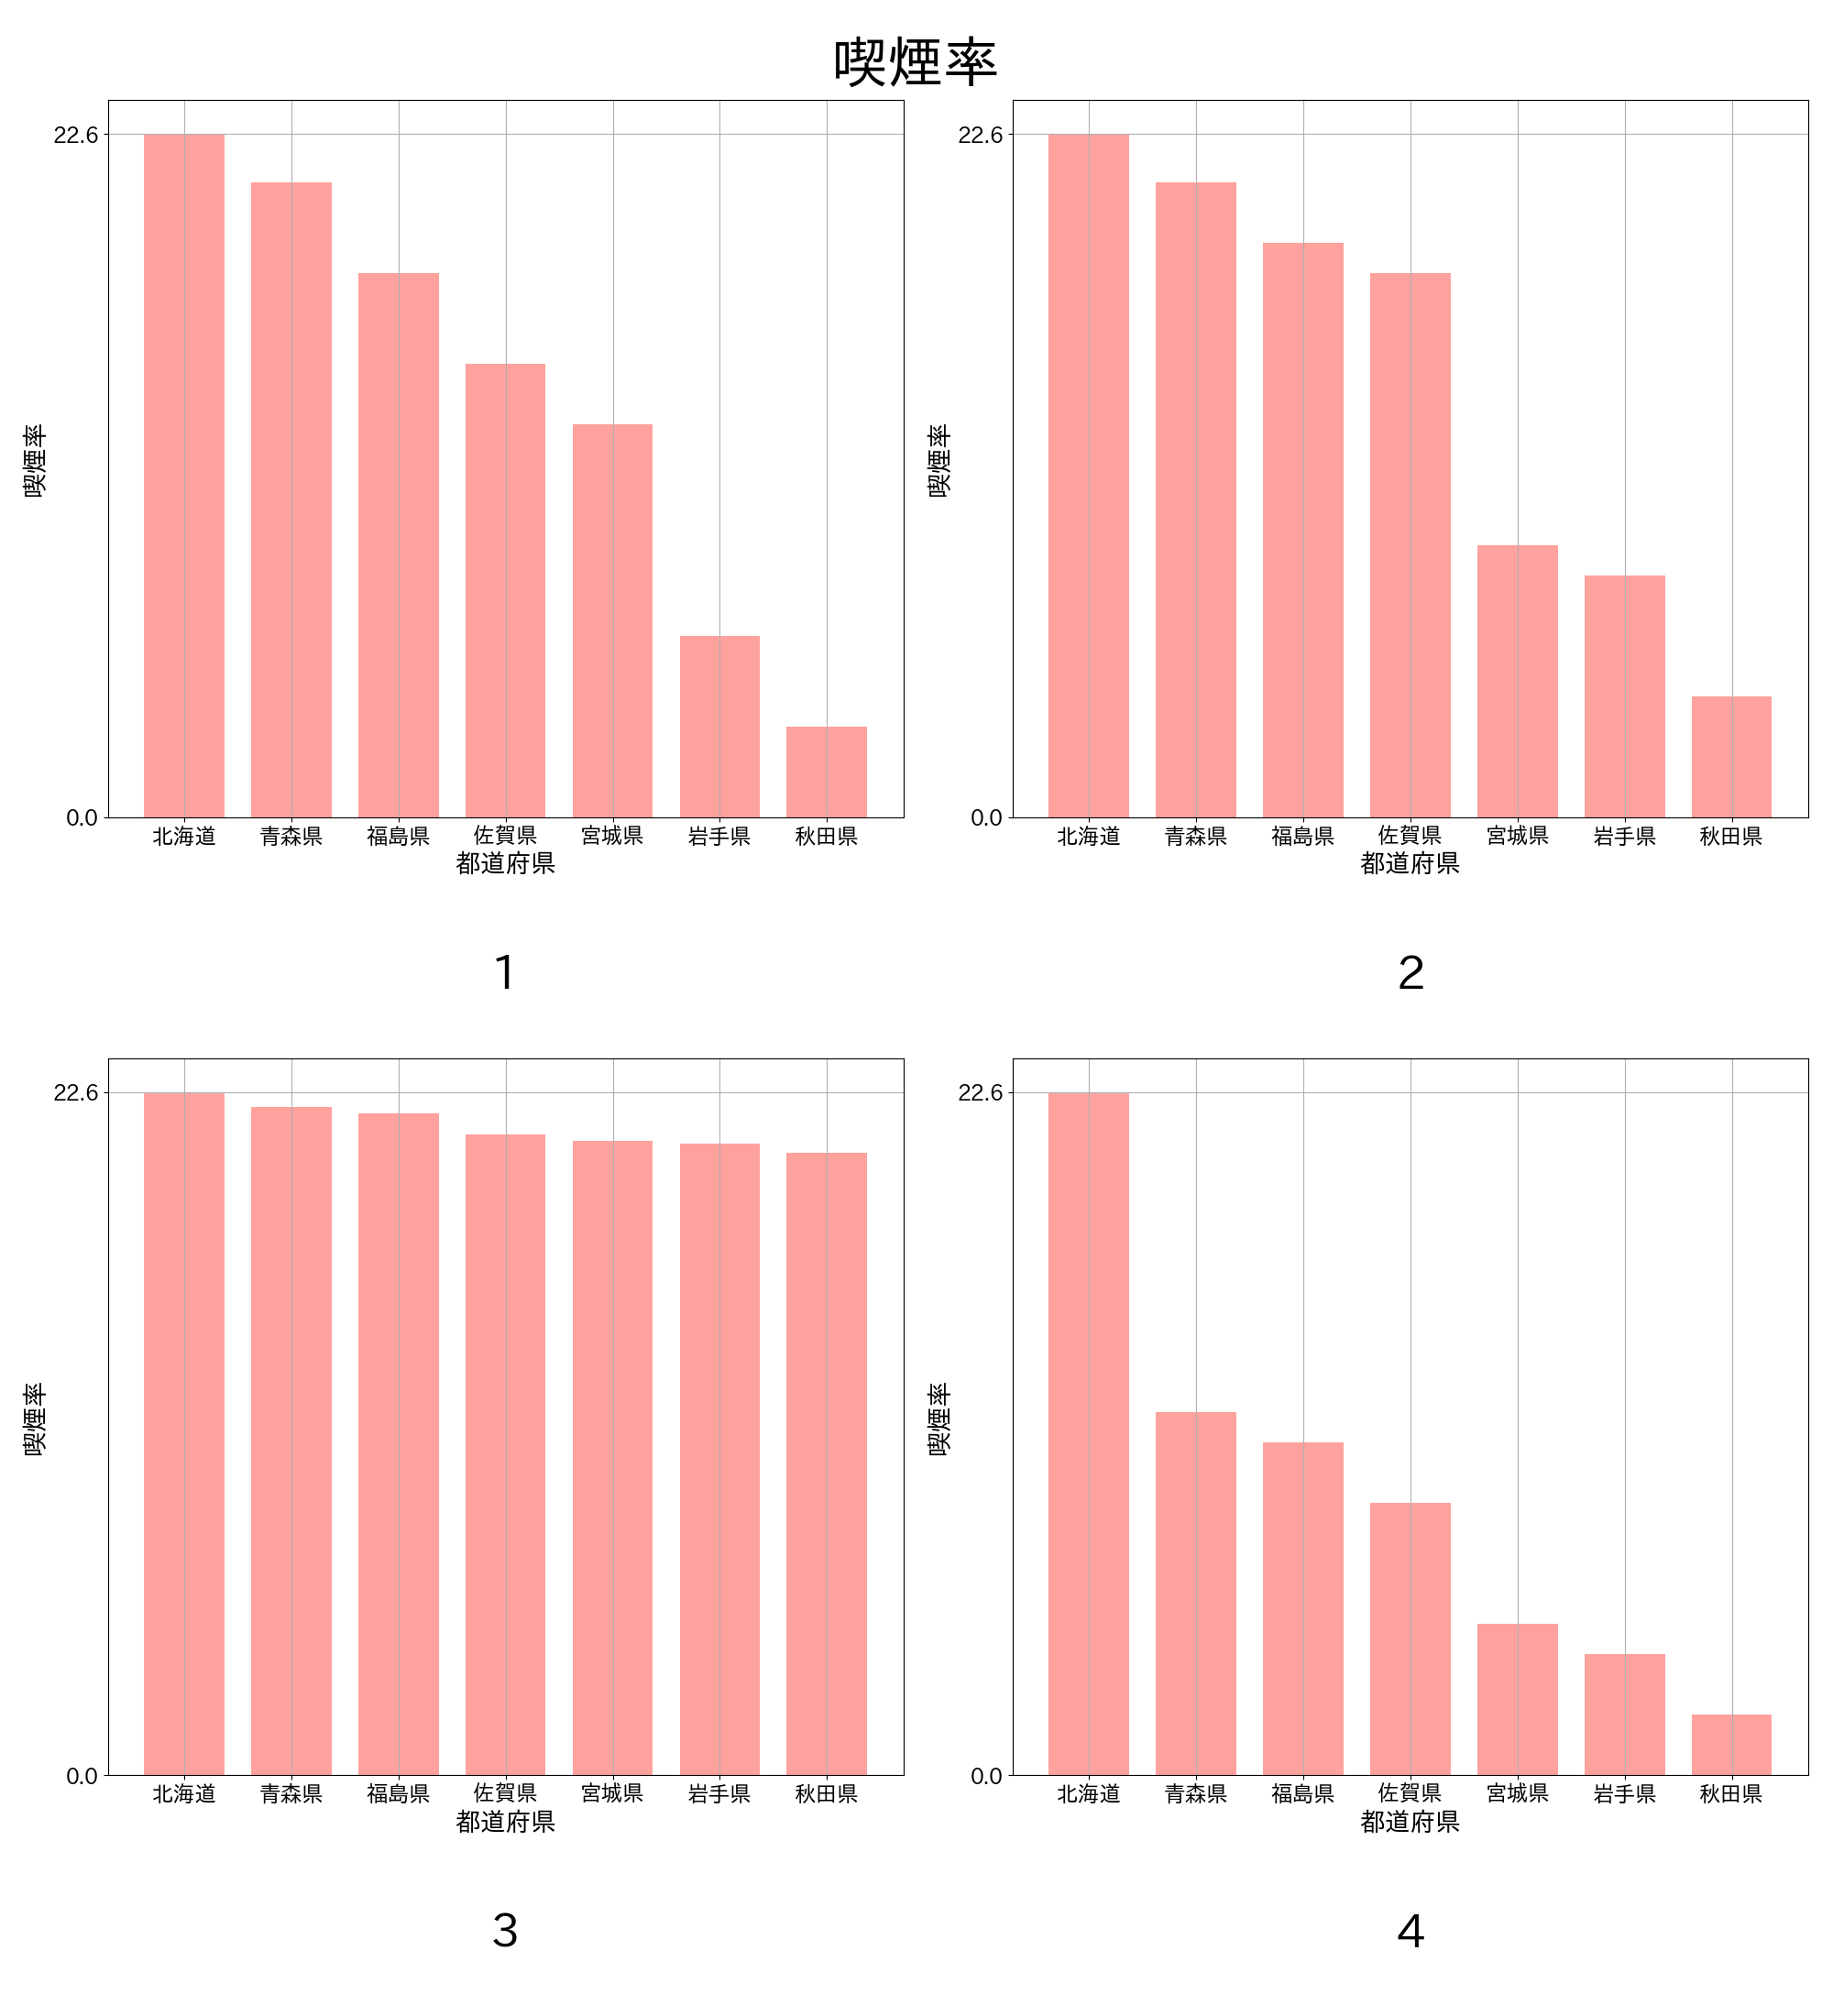 喫煙率
22.6
0.0
喫煙率
北海道 青森県 福島県 佐賀県 宮城県 岩手県 秋田県
都道府県
1
22.6
0.0
喫煙率
北海道 青森県 福島県 佐賀県 宮城県 岩手県 秋田県
都道府県
2
22.6
0.0
喫煙率
北海道 青森県 福島県 佐賀県 宮城県 岩手県 秋田県
都道府県
3
22.6
0.0
喫煙率
北海道 青森県 福島県 佐賀県 宮城県 岩手県 秋田県
都道府県
4